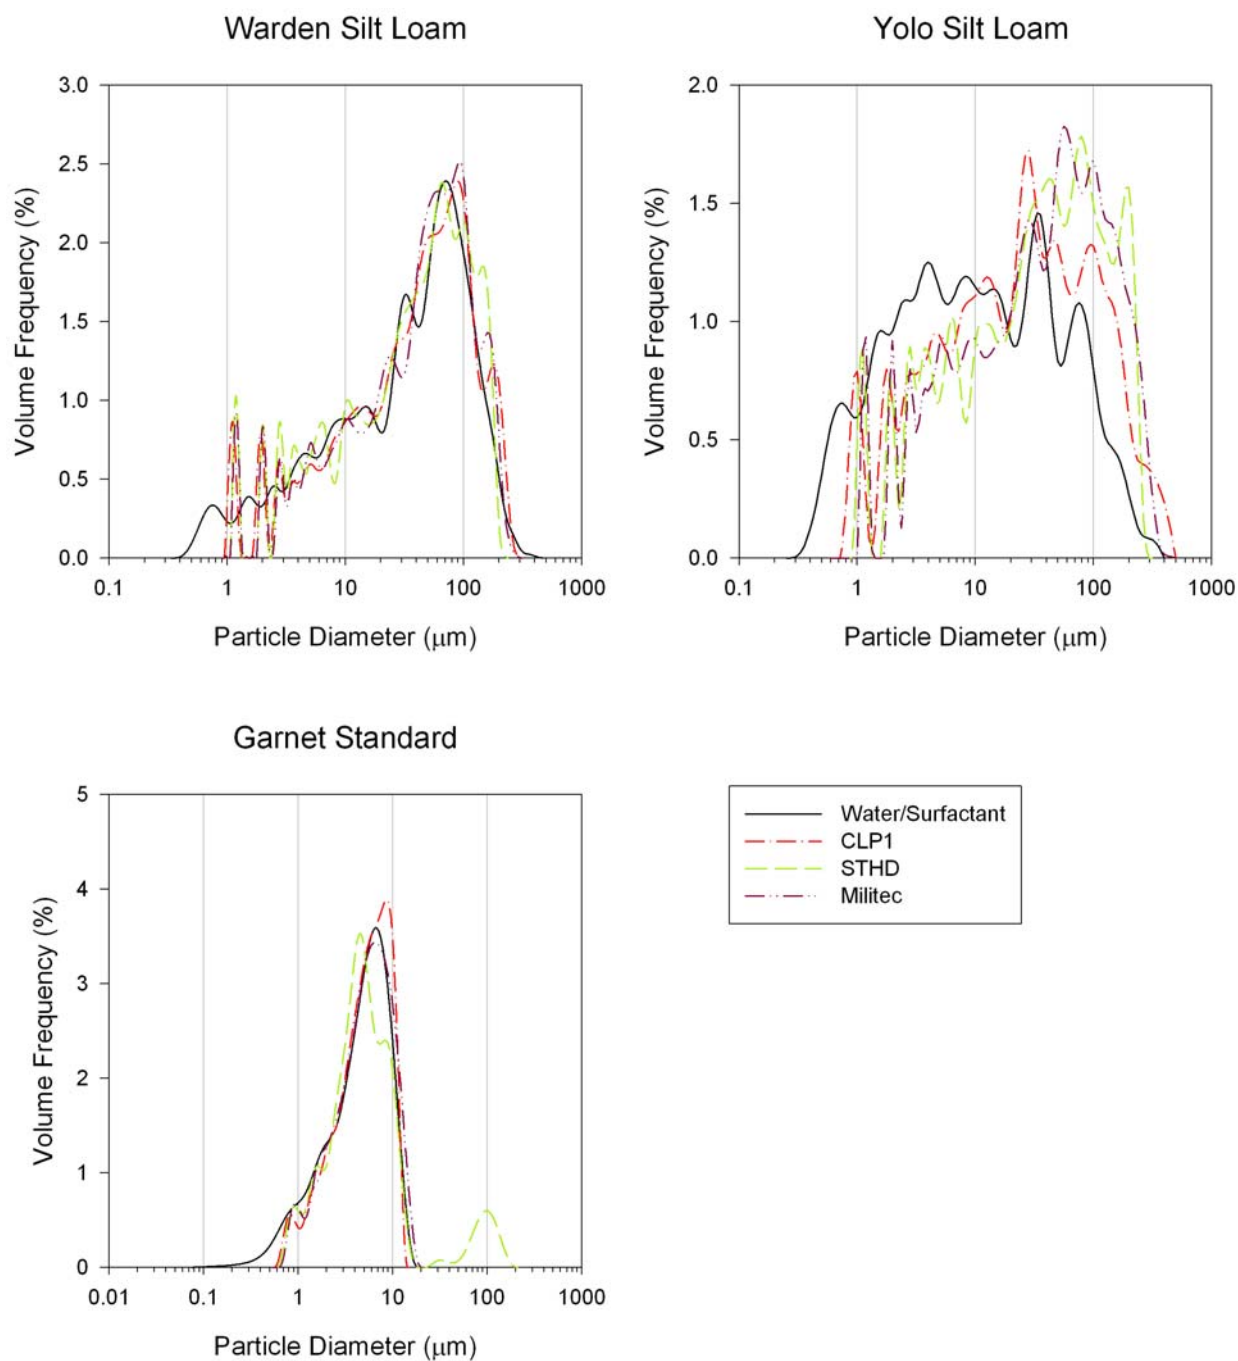 Warden Silt Loam
Yolo Silt Loam
3.0
2.5
2.0
1.5
1.0
0.5
0.0
Volume Frequency (%)
0.1 1 10 100 1000
Particle Diameter (μm)
2.0
1.5
1.0
0.5
0.0
Volume Frequency (%)
0.1 1 10 100 1000
Particle Diameter (μm)
Garnet Standard
5
4
3
2
1
0
Volume Frequency (%)
0.01 0.1 1 10 100 1000
Particle Diameter (μm)
Water/Surfactant
CLP1
STHD
Militec